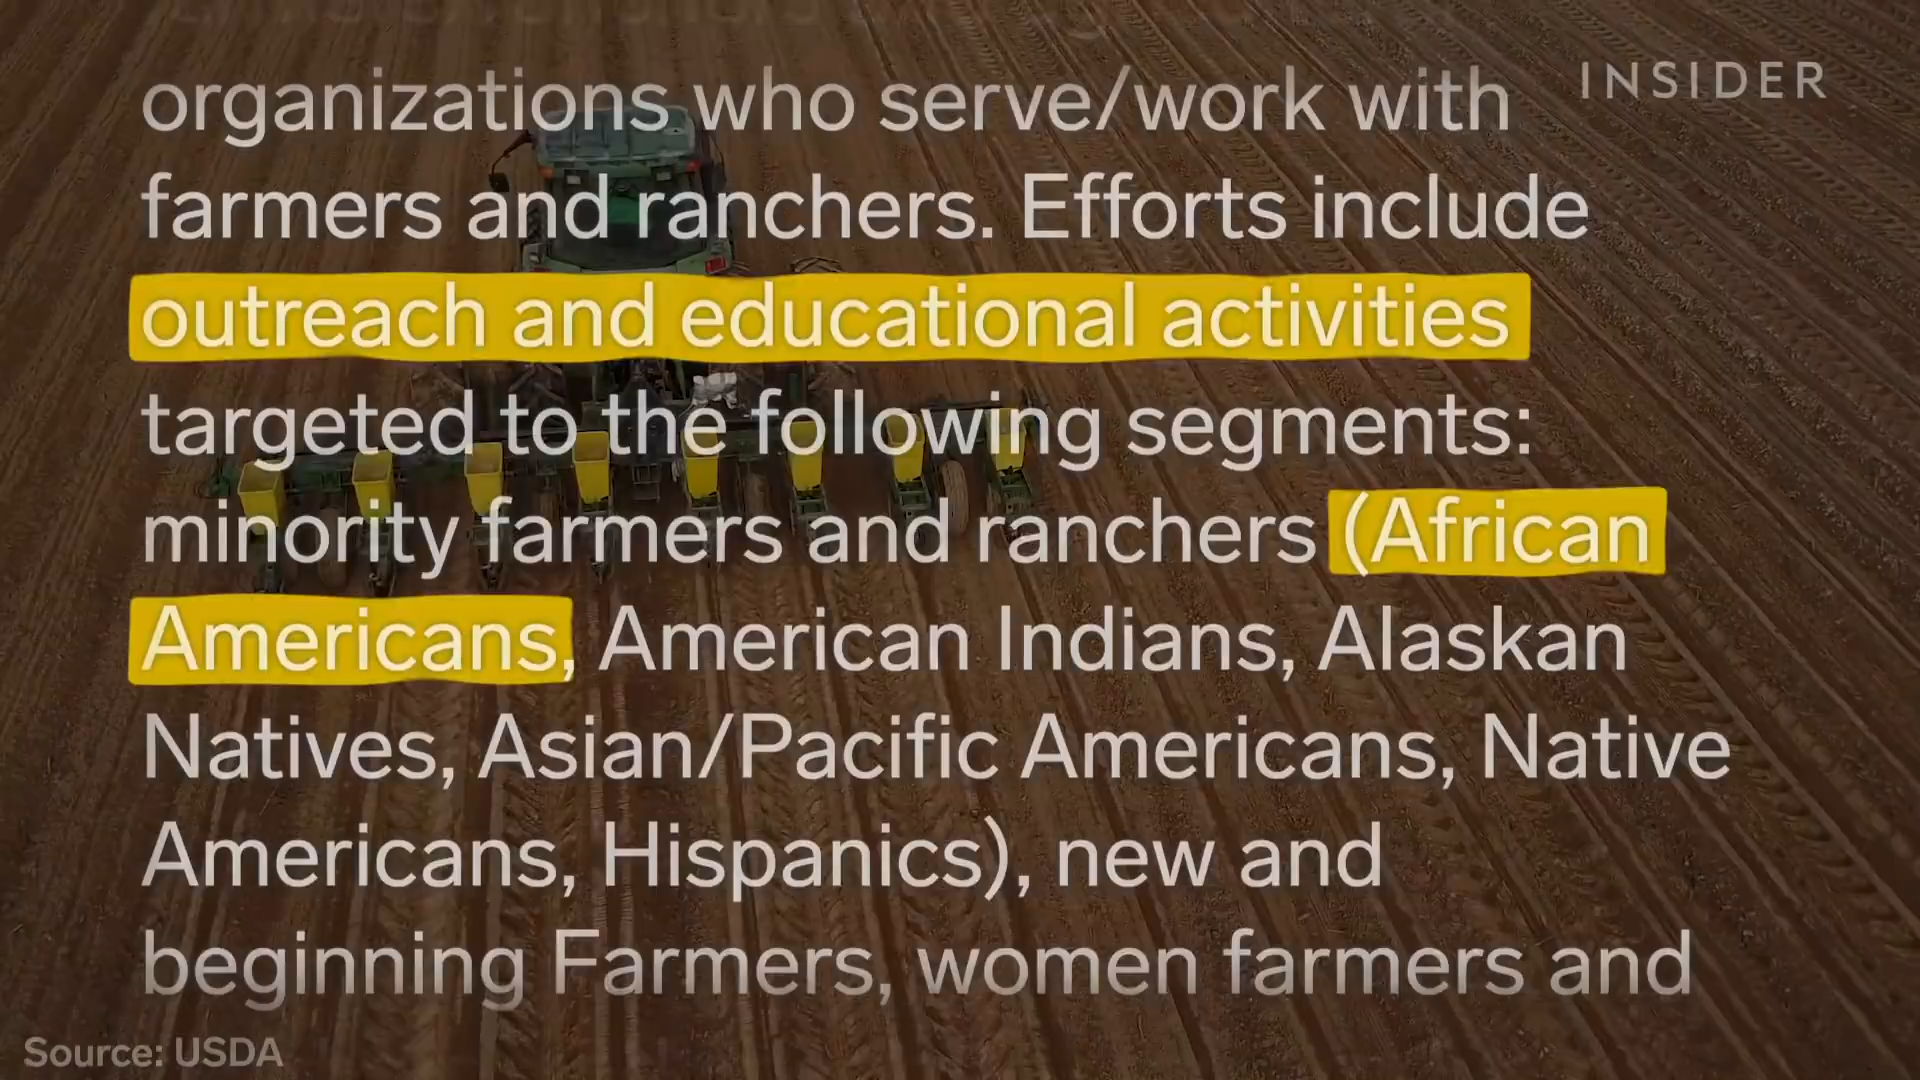 INSIDER
organizations who serve/work with
farmers and ranchers. Efforts include
outreach and educational activities
targeted to the following segments:
minority farmers and ranchers (African
Americans, American Indians, Alaskan
Natives, Asian/Pacific Americans, Native
Americans, Hispanics), new and
beginning Farmers, women farmers and
Source: USDA